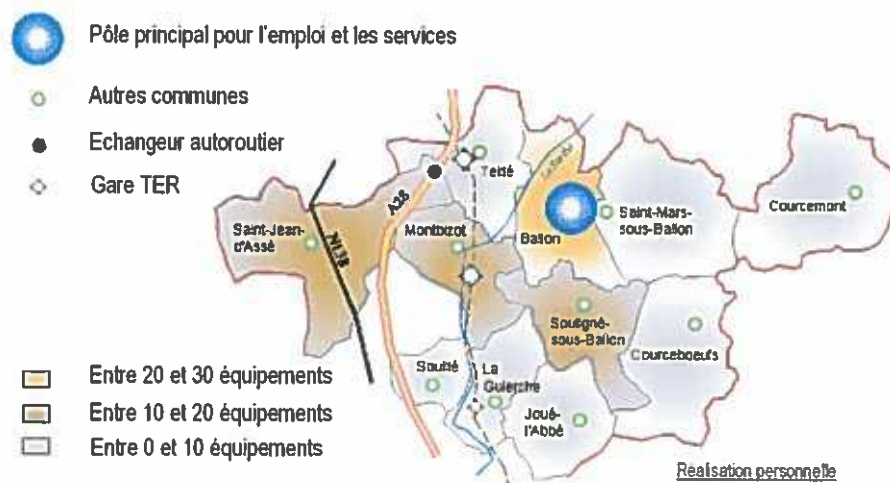 Pôle principal pour l'emploi et les services
Autres communes
Echangeur autoroutier
Gare TER
Teillé
A28
Saint-Jean-
d'Assé
N138
Montbizot
Ballon
Saint-Mars-
sous-Ballon
Courcemont
Souligné-
sous-Ballon
Courceboeufs
Souillé
La
Guierche
Joué-
l'Abbé
Entre 20 et 30 équipements
Entre 10 et 20 équipements
Entre 0 et 10 équipements
Réalisation personnelle